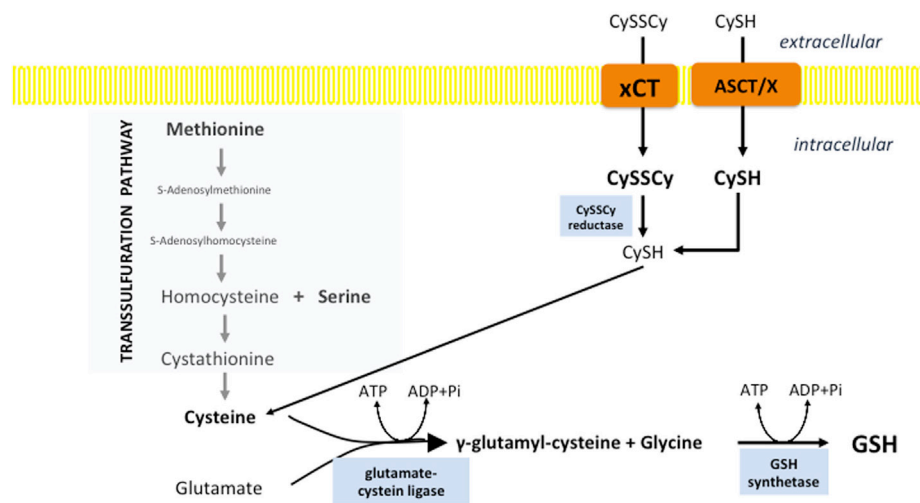 CySSCy
CySH
extracellular
xCT
ASCT/X
intracellular
TRANSSULFURATION PATHWAY
Methionine
S-Adenosylmethionine
S-Adenosylhomocysteine
Homocysteine + Serine
Cystathionine
CySSCy
CySH
CySSCy
reductase
CySH
Cysteine
ATP
ADP+Pi
γ-glutamyl-cysteine + Glycine
ATP
ADP+Pi
GSH
Glutamate
glutamate-
cystein ligase
GSH
synthetase